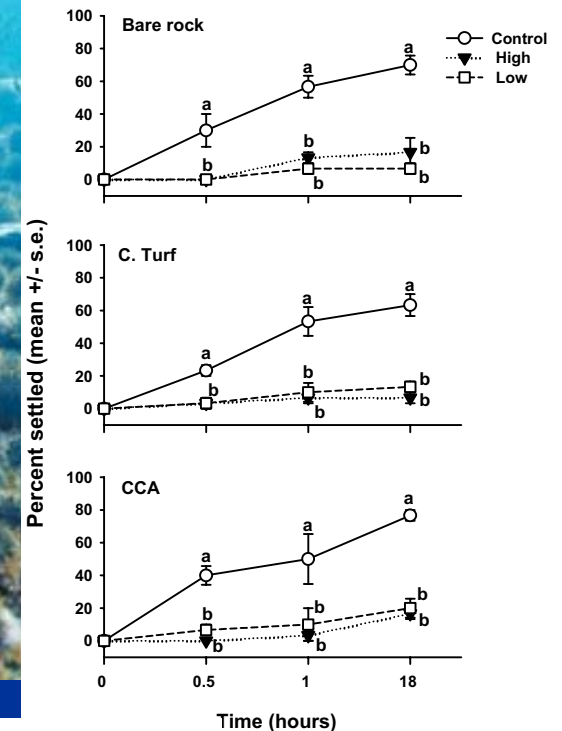 Bare rock
Control
High
Low
100
80
60
40
20
0
a
a
a
b
b
b
b
b
C. Turf
100
80
60
40
20
0
a
a
a
b
b
b
b
b
CCA
100
80
60
40
20
0
a
a
a
b
b
b
b
b
b
0
0.5
1
18
Time (hours)
Percent settled (mean +/- s.e.)